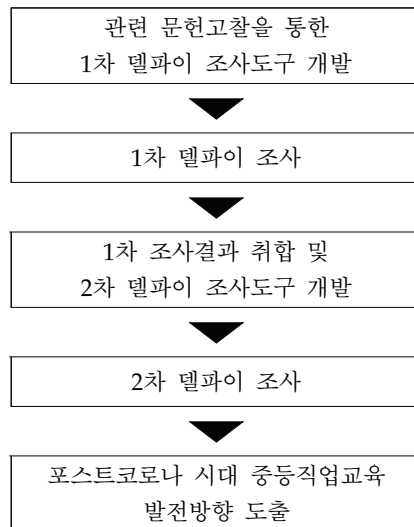 관련 문헌고찰을 통한
1차 델파이 조사도구 개발
1차 델파이 조사
1차 조사결과 취합 및
2차 델파이 조사도구 개발
2차 델파이 조사
포스트코로나 시대 중등직업교육
발전방향 도출